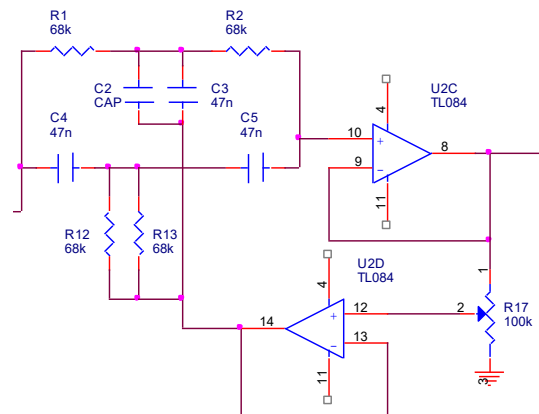 R1
68k
R2
68k
C2
CAP
C3
47n
C4
47n
C5
47n
U2C
TL084
4
10
+
8
9
−
11
R12
68k
R13
68k
U2D
TL084
4
1
14
+
12
2
R17
100k
−
13
11
3